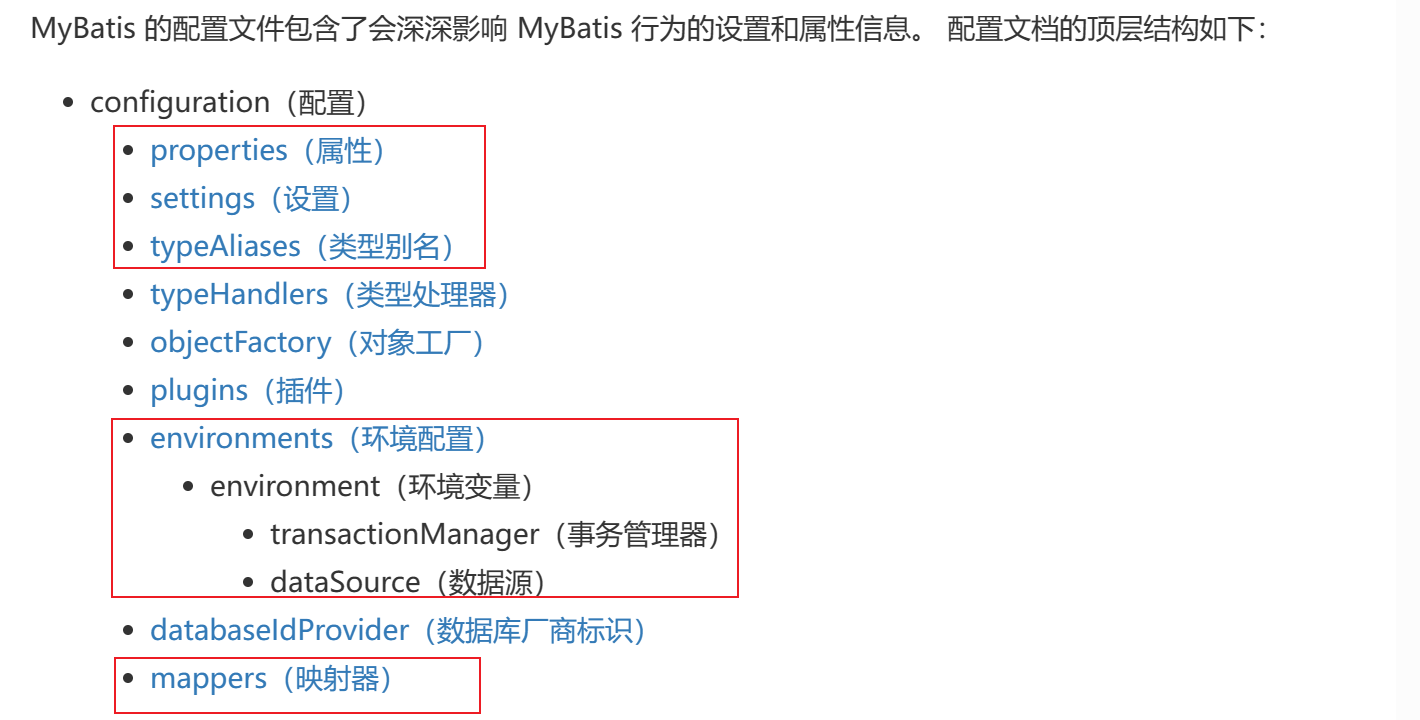 MyBatis 的配置文件包含了会深深影响 MyBatis 行为的设置和属性信息。 配置文档的顶层结构如下：
configuration（配置）
properties（属性）
settings（设置）
typeAliases（类型别名）
typeHandlers（类型处理器）
objectFactory（对象工厂）
plugins（插件）
environments（环境配置）
environment（环境变量）
transactionManager（事务管理器）
dataSource（数据源）
databaseIdProvider（数据库厂商标识）
mappers（映射器）